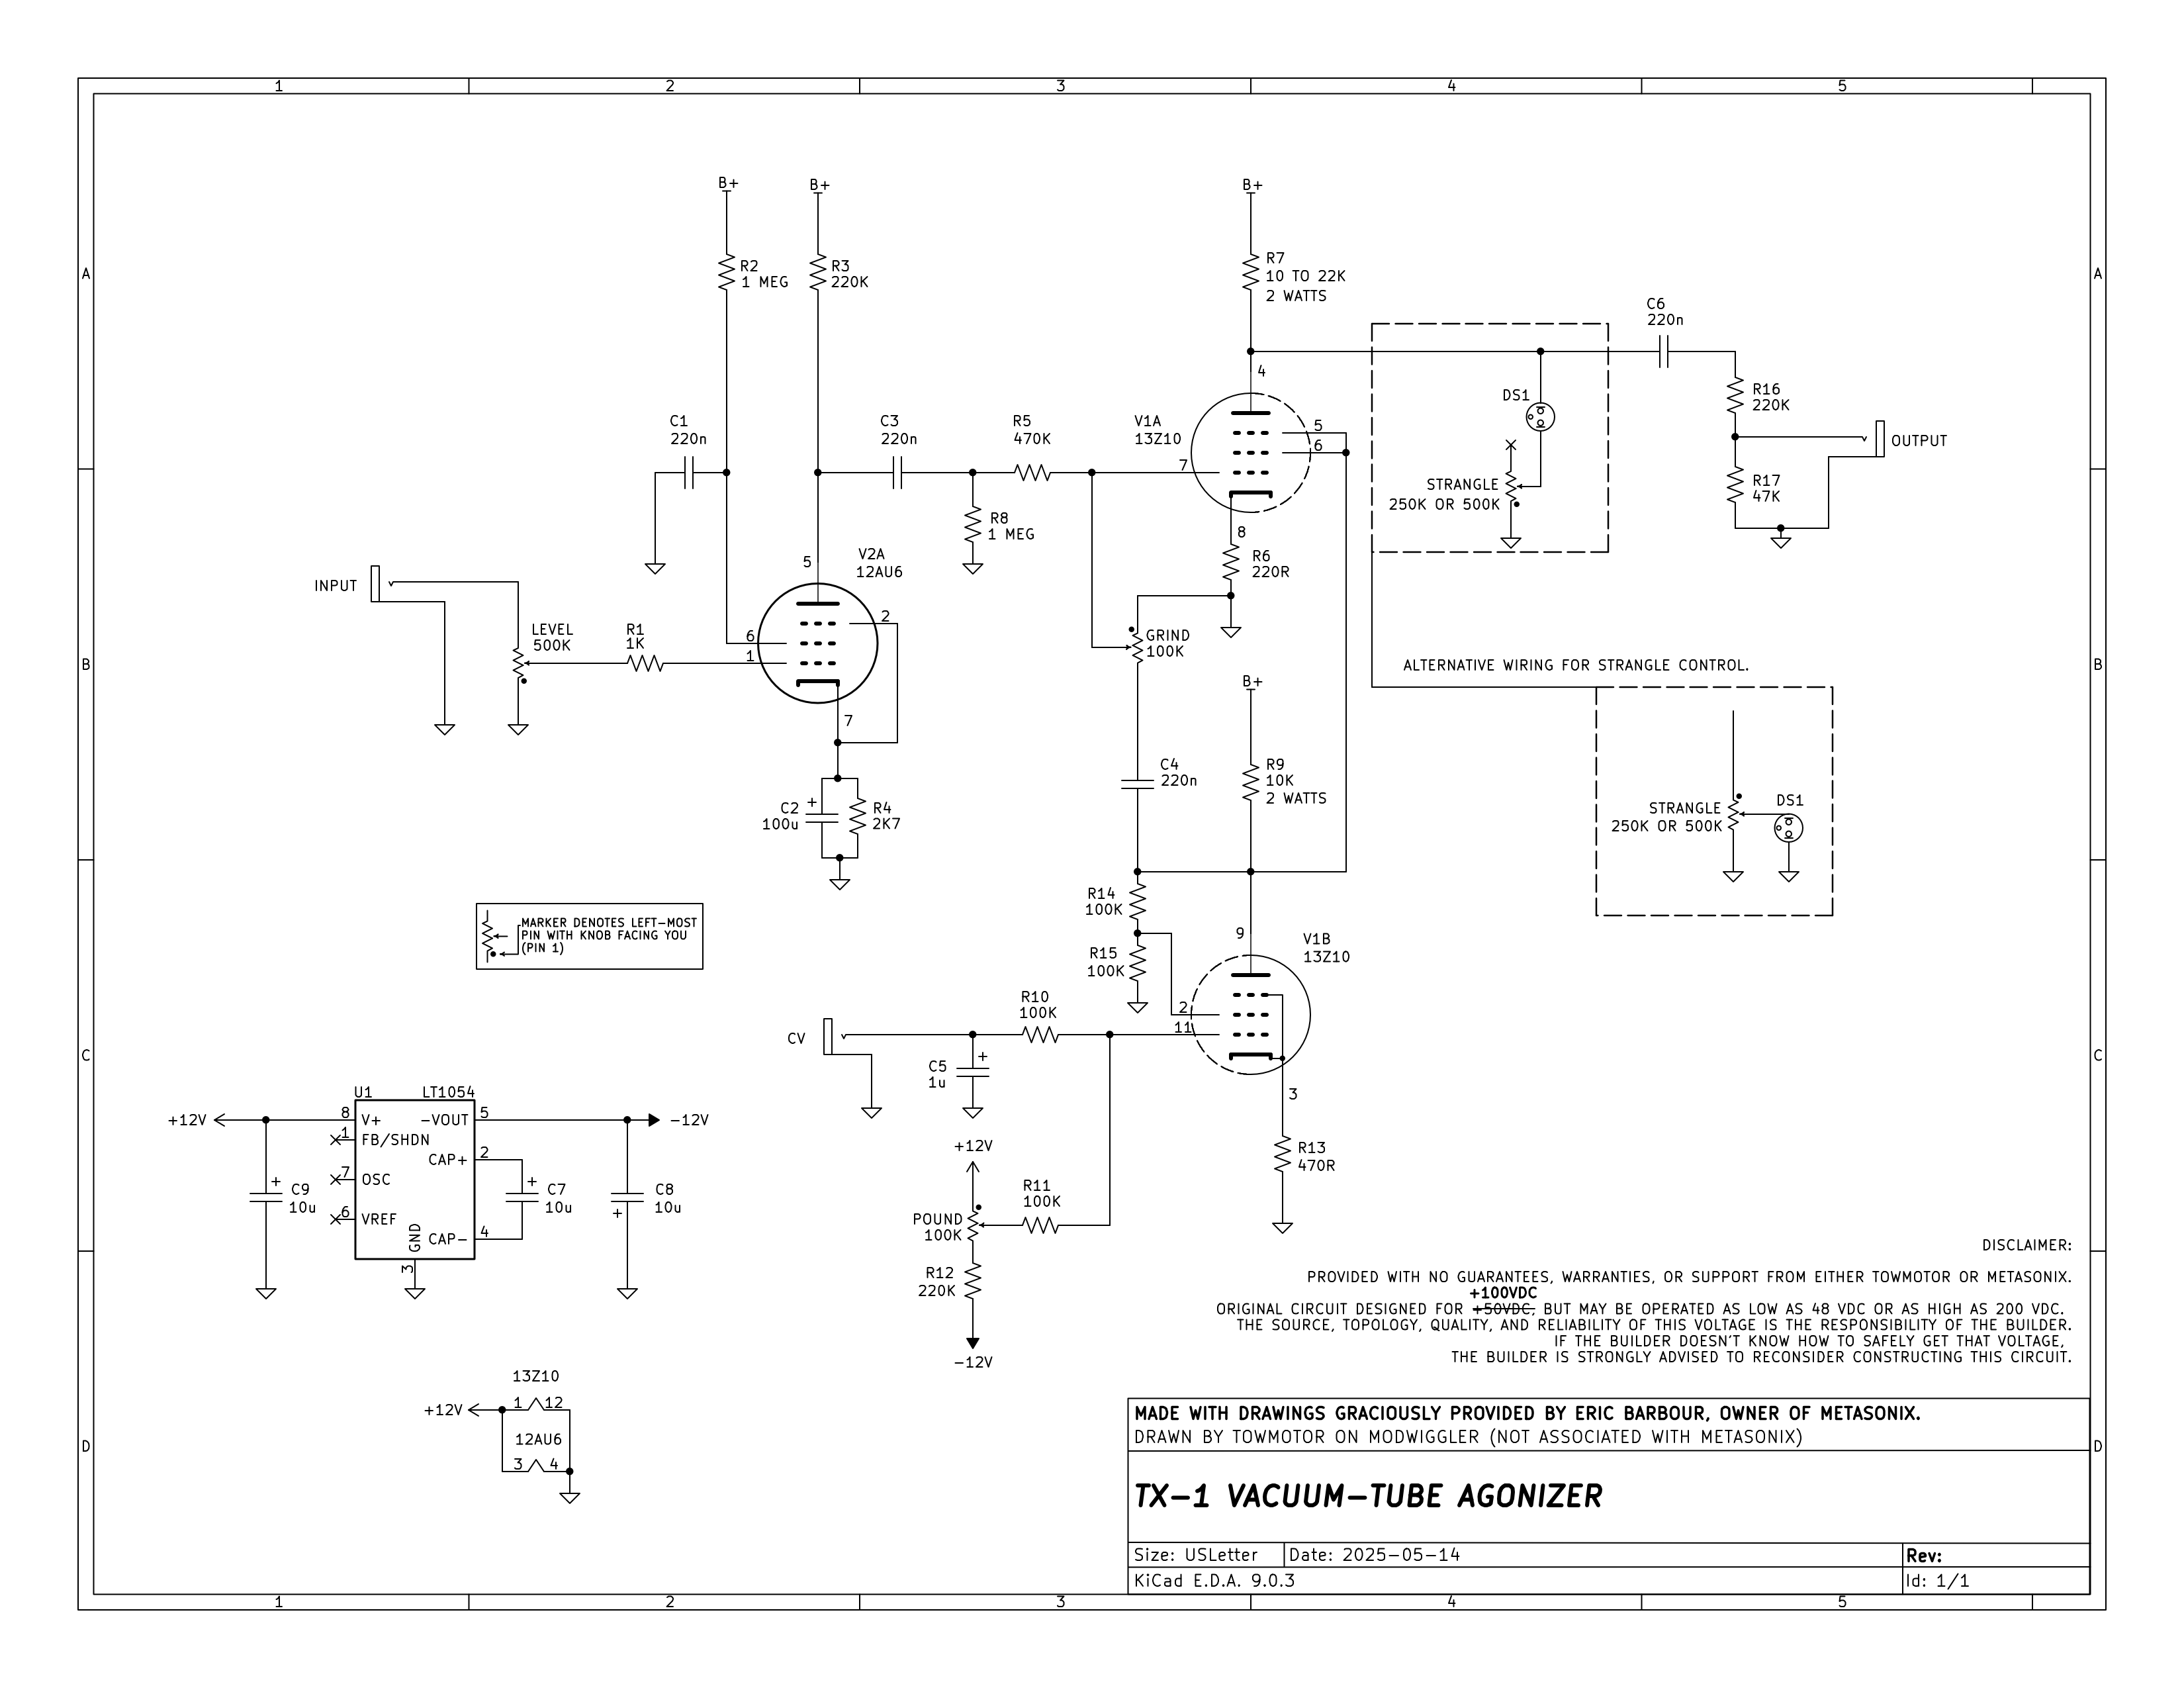 1 2 3 4 5
A A
B B
C C
D D
B+ B+ B+
R2
1 MEG
R3
220K
R7
10 TO 22K
2 WATTS
C6
220n
4
DS1
R16
220K
C1
220n
C3
220n
R5
470K
V1A
13Z10
5
6
7
OUTPUT
STRANGLE
250K OR 500K
R17
47K
R8
1 MEG
8
R6
220R
5
V2A
12AU6
INPUT
LEVEL
500K
R1
1K
2
6
1
7
GRIND
100K
B+
ALTERNATIVE WIRING FOR STRANGLE CONTROL.
C4
220n
R9
10K
2 WATTS
+
C2
100u
R4
2K7
STRANGLE
250K OR 500K
DS1
R14
100K
MARKER DENOTES LEFT-MOST
PIN WITH KNOB FACING YOU
(PIN 1)
9
V1B
13Z10
R15
100K
2
11
R10
100K
CV
+
C5
1u
3
R13
470R
+12V
R11
100K
POUND
100K
R12
220K
-12V
U1 LT1054
+12V 8 V+ -VOUT 5 -12V
1 FB/SHDN
CAP+ 2
7 OSC
6 VREF
GND
3
CAP- 4
+
C9
10u
+
C7
10u
C8
10u
+
13Z10
+12V 1 12
12AU6
3 4
DISCLAIMER:
PROVIDED WITH NO GUARANTEES, WARRANTIES, OR SUPPORT FROM EITHER TOWMOTOR OR METASONIX.
+100VDC
ORIGINAL CIRCUIT DESIGNED FOR +50VDC, BUT MAY BE OPERATED AS LOW AS 48 VDC OR AS HIGH AS 200 VDC.
THE SOURCE, TOPOLOGY, QUALITY, AND RELIABILITY OF THIS VOLTAGE IS THE RESPONSIBILITY OF THE BUILDER.
IF THE BUILDER DOESN'T KNOW HOW TO SAFELY GET THAT VOLTAGE,
THE BUILDER IS STRONGLY ADVISED TO RECONSIDER CONSTRUCTING THIS CIRCUIT.
MADE WITH DRAWINGS GRACIOUSLY PROVIDED BY ERIC BARBOUR, OWNER OF METASONIX.
DRAWN BY TOWMOTOR ON MODWIGGLER (NOT ASSOCIATED WITH METASONIX)
TX-1 VACUUM-TUBE AGONIZER
Size: USLetter Date: 2025-05-14 Rev:
KiCad E.D.A. 9.0.3 Id: 1/1
1 2 3 4 5